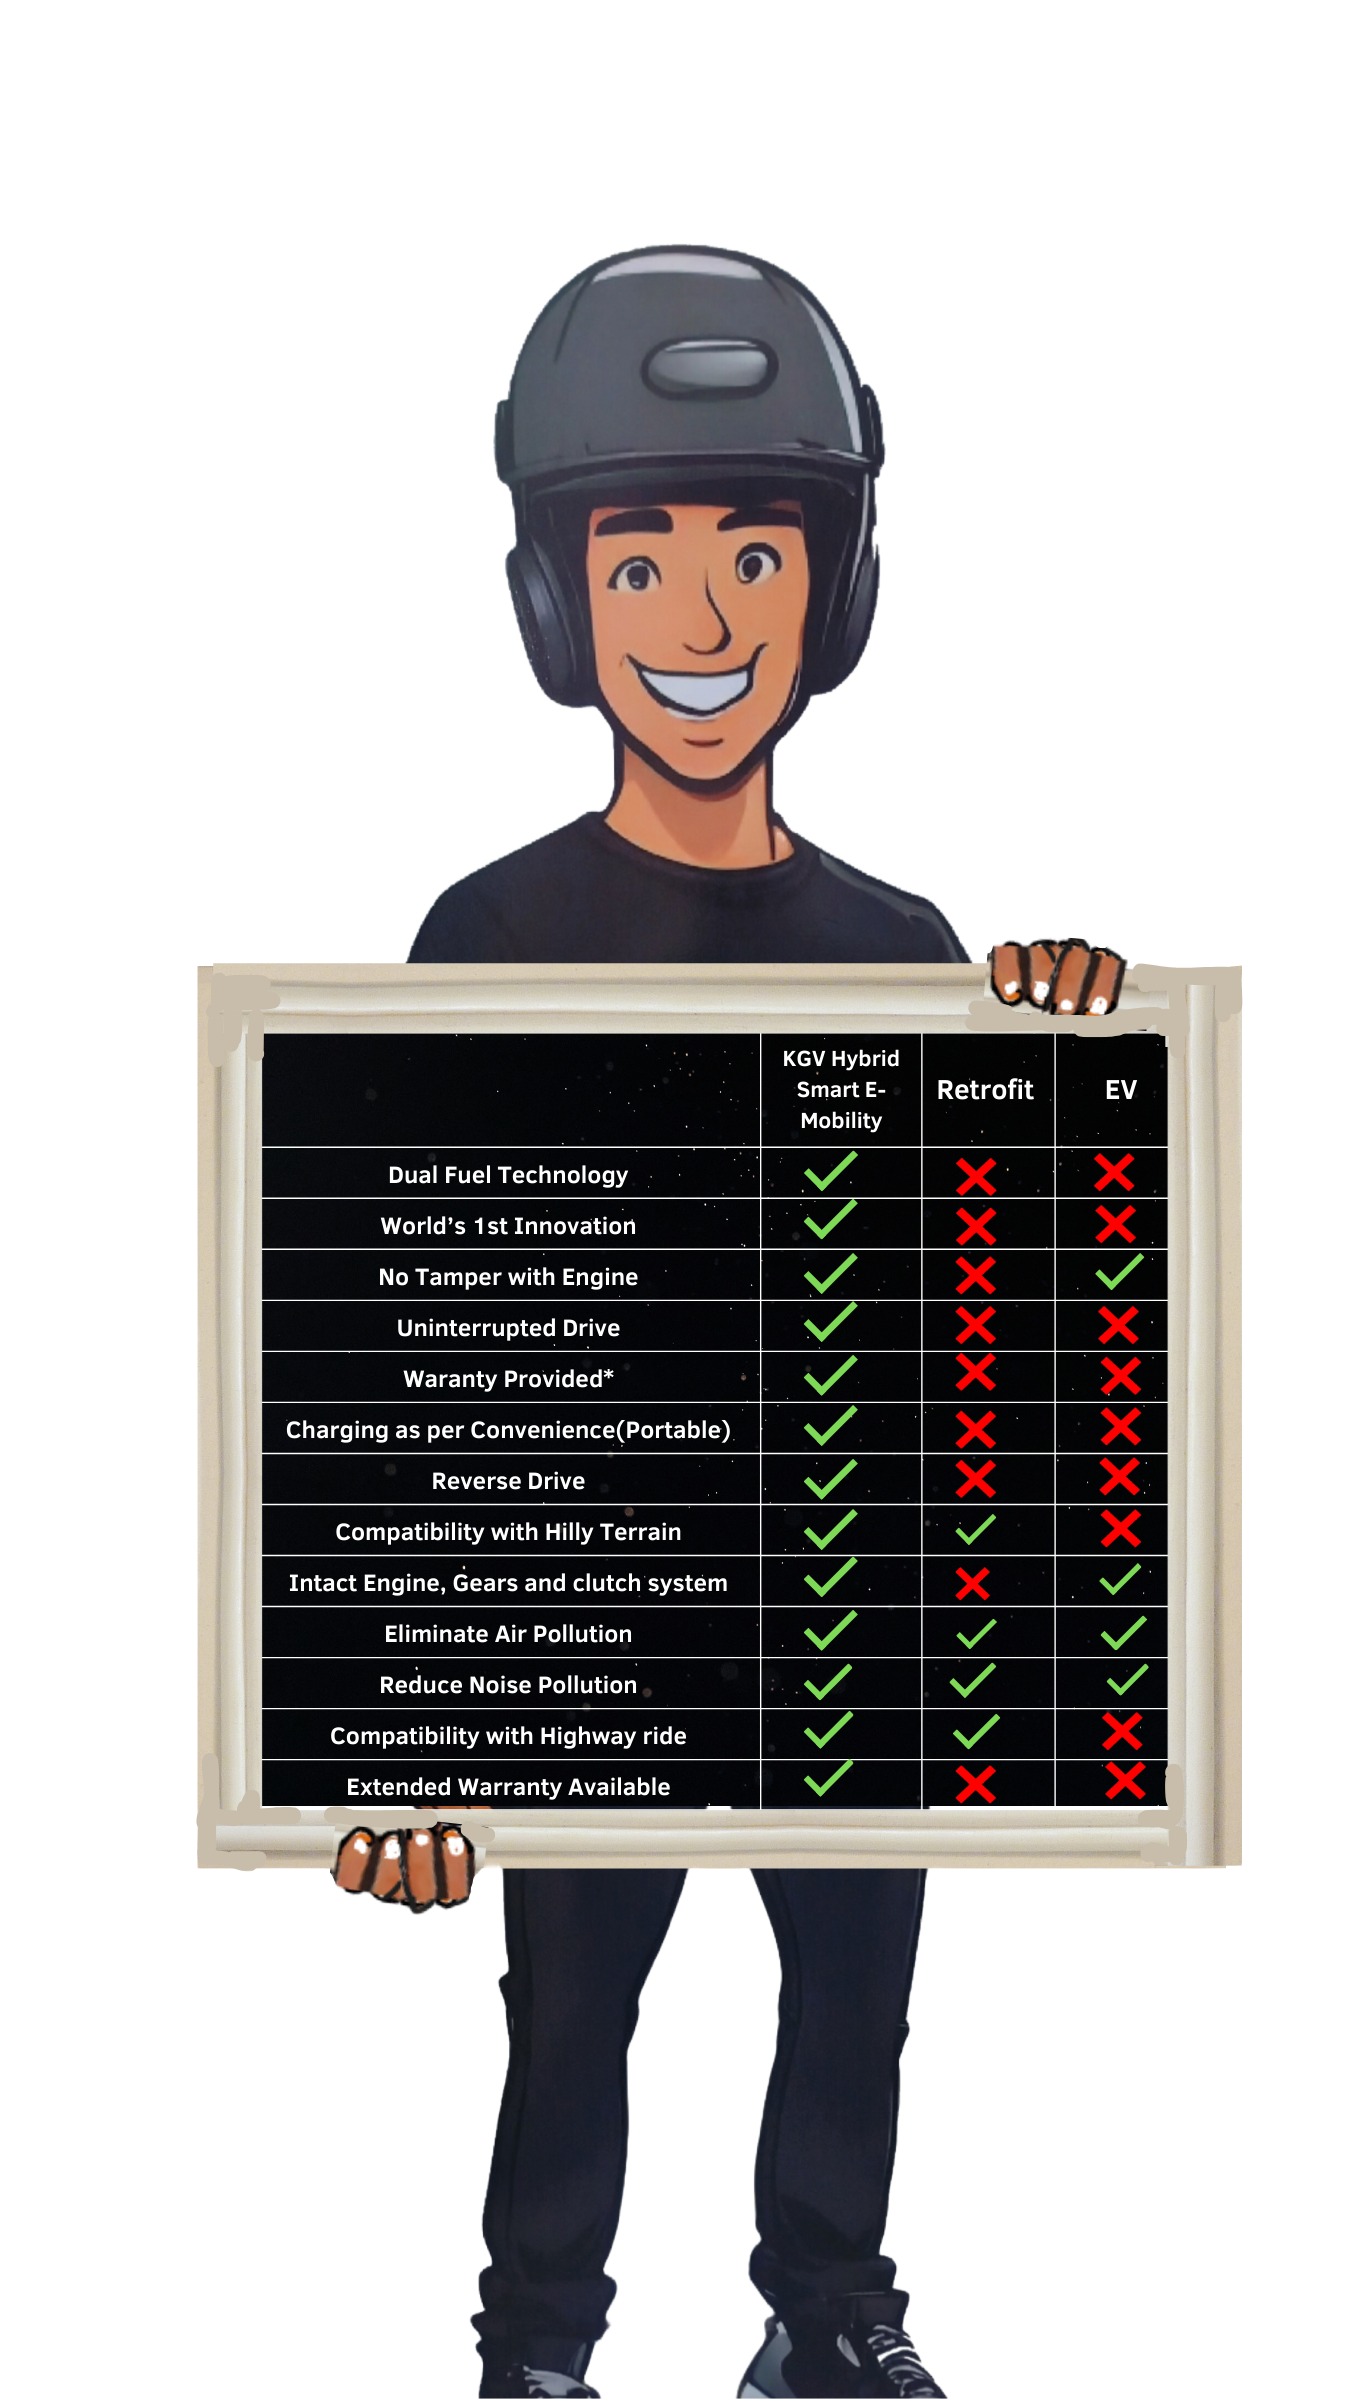 KGV Hybrid
Smart E-
Mobility
Retrofit
EV
Dual Fuel Technology
World's 1st Innovation
No Tamper with Engine
Uninterrupted Drive
Waranty Provided*
Charging as per Convenience(Portable)
Reverse Drive
Compatibility with Hilly Terrain
Intact Engine, Gears and clutch system
Eliminate Air Pollution
Reduce Noise Pollution
Compatibility with Highway ride
Extended Warranty Available